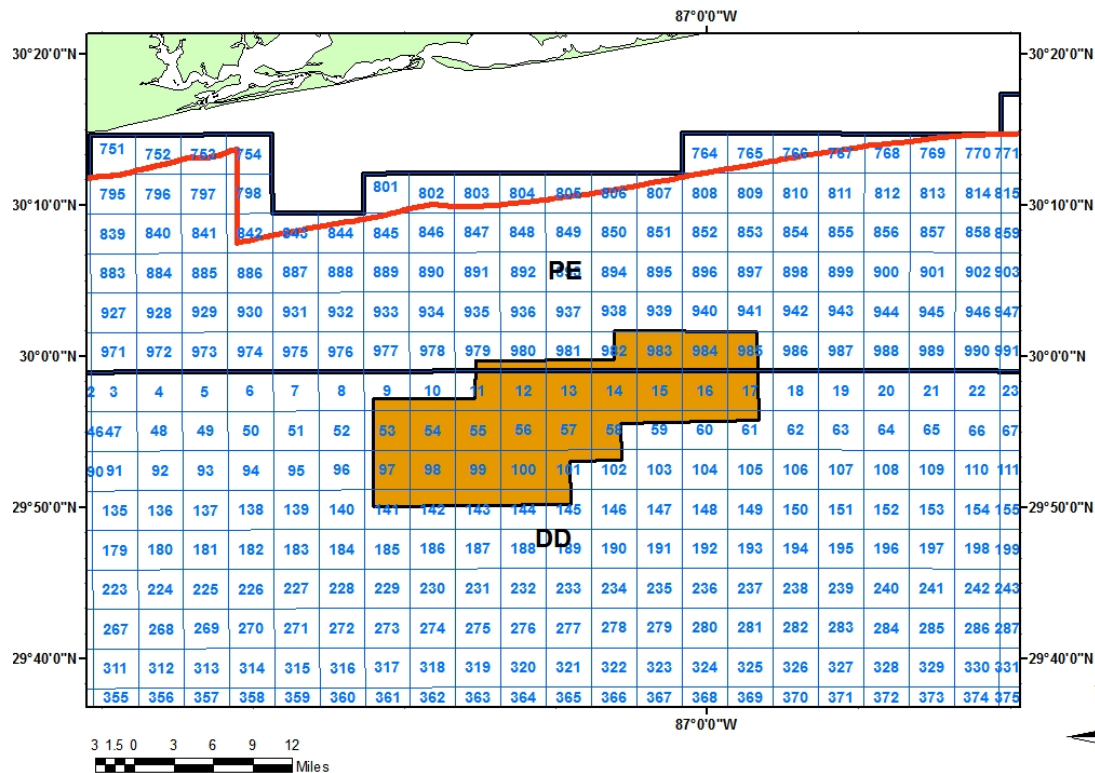 87°0'0"W
30°20'0"N 30°20'0"N
751 752 753 754 764 765 766 767 768 769 770 771
795 796 797 798 801 802 803 804 805 806 807 808 809 810 811 812 813 814 815
30°10'0"N 30°10'0"N
839 840 841 842 843 844 845 846 847 848 849 850 851 852 853 854 855 856 857 858 859
883 884 885 886 887 888 889 890 891 892 893 894 895 896 897 898 899 900 901 902 903
PE
927 928 929 930 931 932 933 934 935 936 937 938 939 940 941 942 943 944 945 946 947
30°0'0"N 971 972 973 974 975 976 977 978 979 980 981 982 983 984 985 986 987 988 989 990 991 30°0'0"N
2 3 4 5 6 7 8 9 10 11 12 13 14 15 16 17 18 19 20 21 22 23
46 47 48 49 50 51 52 53 54 55 56 57 58 59 60 61 62 63 64 65 66 67
90 91 92 93 94 95 96 97 98 99 100 101 102 103 104 105 106 107 108 109 110 111
29°50'0"N 135 136 137 138 139 140 141 142 143 144 145 146 147 148 149 150 151 152 153 154 155 29°50'0"N
DD
179 180 181 182 183 184 185 186 187 188 189 190 191 192 193 194 195 196 197 198 199
223 224 225 226 227 228 229 230 231 232 233 234 235 236 237 238 239 240 241 242 243
267 268 269 270 271 272 273 274 275 276 277 278 279 280 281 282 283 284 285 286 287
29°40'0"N 311 312 313 314 315 316 317 318 319 320 321 322 323 324 325 326 327 328 329 330 331 29°40'0"N
355 356 357 358 359 360 361 362 363 364 365 366 367 368 369 370 371 372 373 374 375
87°0'0"W
3 1.5 0 3 6 9 12
Miles